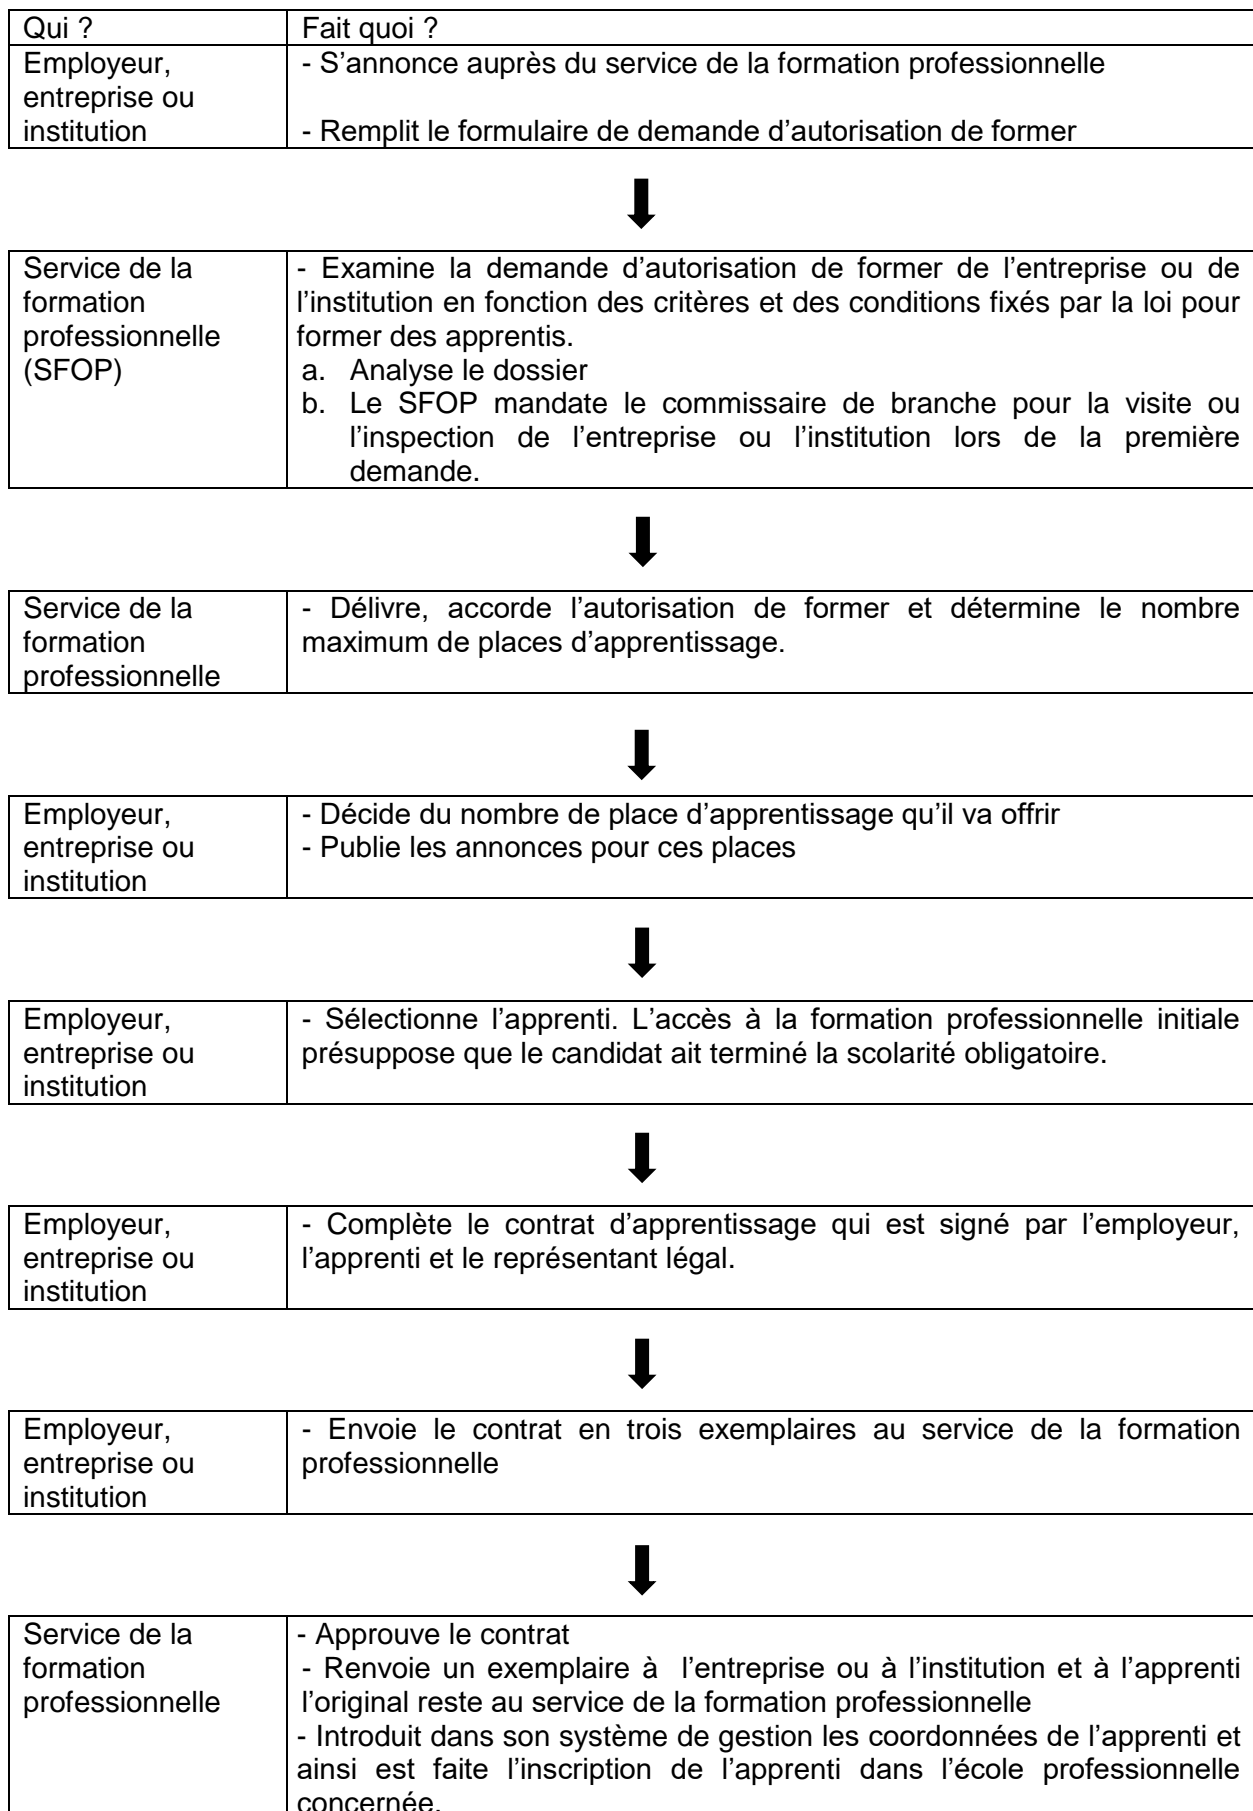 Qui ?
Fait quoi ?
Employeur,
entreprise ou
institution
- S’annonce auprès du service de la formation professionnelle
- Remplit le formulaire de demande d’autorisation de former
Service de la
formation
professionnelle
(SFOP)
- Examine la demande d’autorisation de former de l’entreprise ou de
l’institution en fonction des critères et des conditions fixés par la loi pour
former des apprentis.
a. Analyse le dossier
b. Le SFOP mandate le commissaire de branche pour la visite ou
l’inspection de l’entreprise ou l’institution lors de la première
demande.
Service de la
formation
professionnelle
- Délivre, accorde l’autorisation de former et détermine le nombre
maximum de places d’apprentissage.
Employeur,
entreprise ou
institution
- Décide du nombre de place d’apprentissage qu’il va offrir
- Publie les annonces pour ces places
Employeur,
entreprise ou
institution
- Sélectionne l’apprenti. L’accès à la formation professionnelle initiale
présuppose que le candidat ait terminé la scolarité obligatoire.
Employeur,
entreprise ou
institution
- Complète le contrat d’apprentissage qui est signé par l’employeur,
l’apprenti et le représentant légal.
Employeur,
entreprise ou
institution
- Envoie le contrat en trois exemplaires au service de la formation
professionnelle
Service de la
formation
professionnelle
- Approuve le contrat
- Renvoie un exemplaire à l’entreprise ou à l’institution et à l’apprenti
l’original reste au service de la formation professionnelle
- Introduit dans son système de gestion les coordonnées de l’apprenti et
ainsi est faite l’inscription de l’apprenti dans l’école professionnelle
concernée.